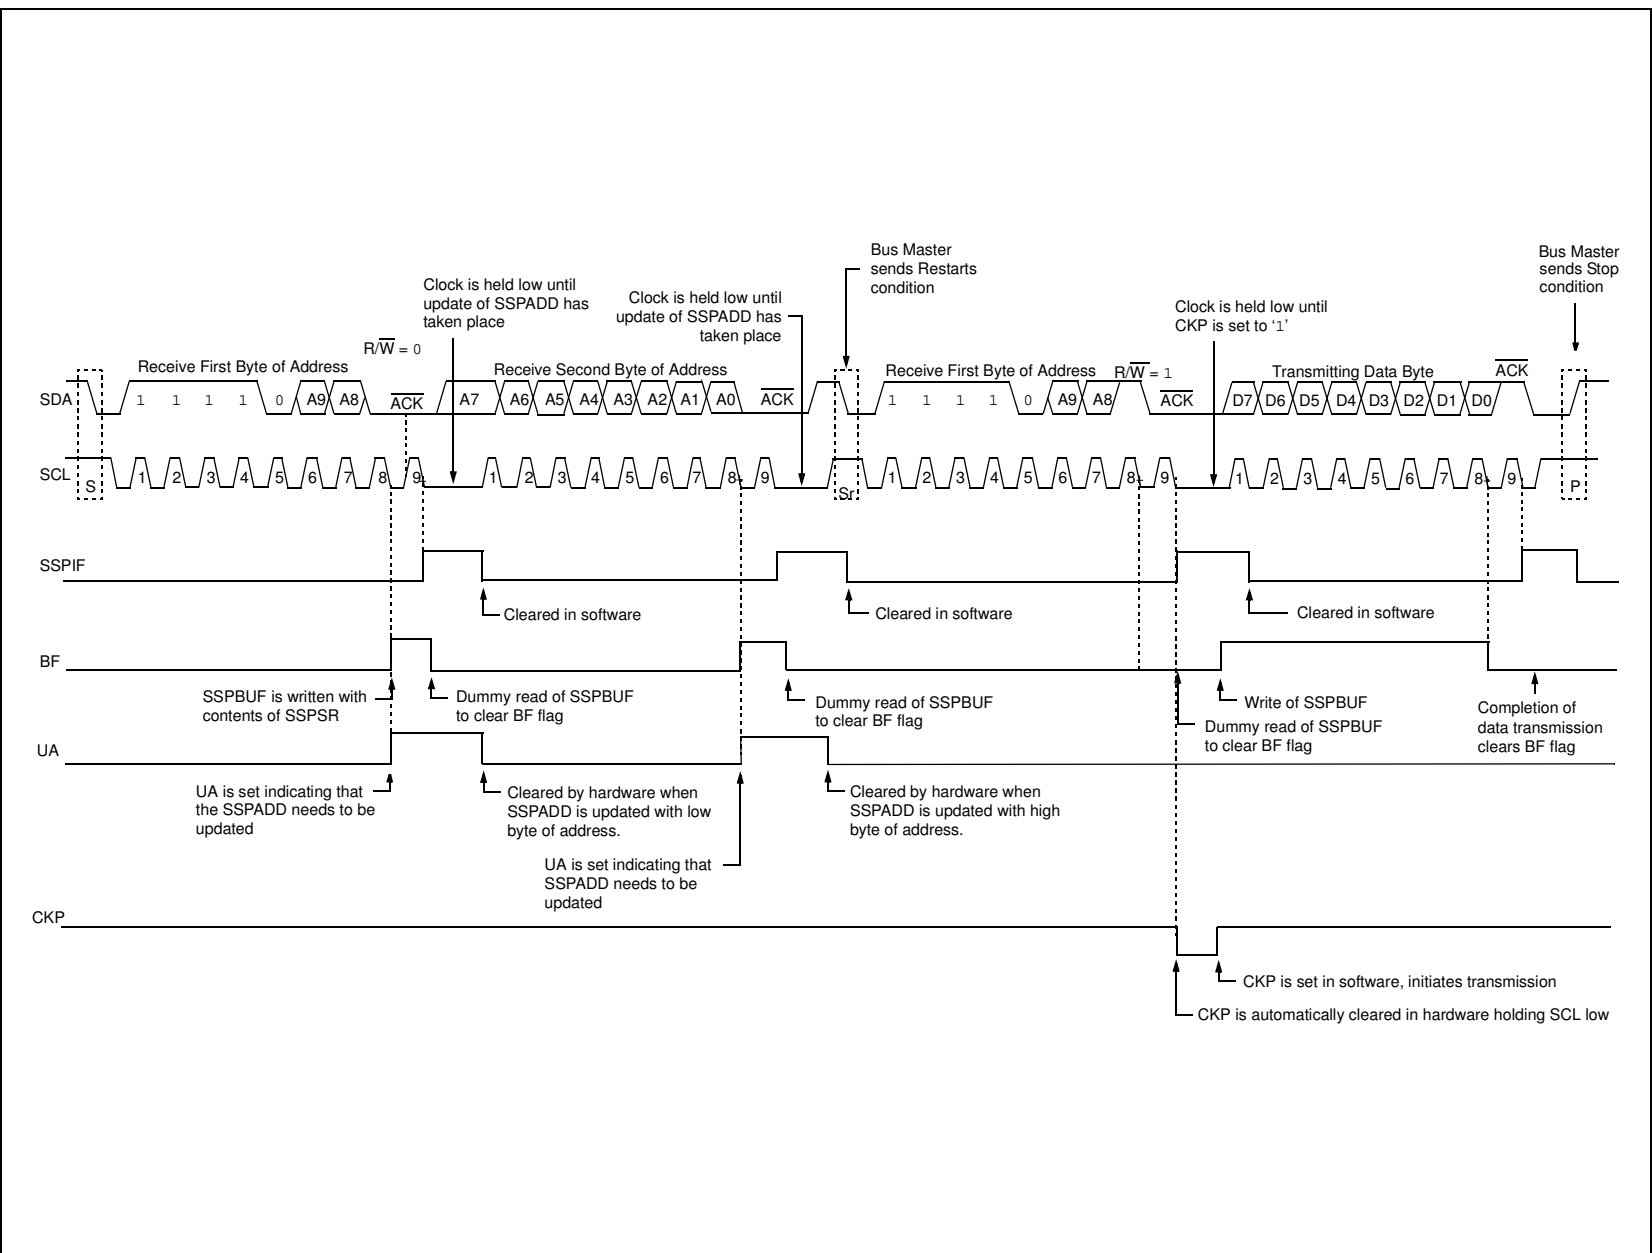 Bus Master
sends Restarts
condition
Bus Master
sends Stop
condition
Clock is held low until
update of SSPADD has
taken place
Clock is held low until
update of SSPADD has
taken place
Clock is held low until
CKP is set to ‘1’
R/W = 0
Receive First Byte of Address
Receive Second Byte of Address
Receive First Byte of Address
R/W = 1
Transmitting Data Byte
ACK
SDA
1 1 1 1 0 A9 A8 ACK A7 A6 A5 A4 A3 A2 A1 A0 ACK 1 1 1 1 0 A9 A8 ACK D7 D6 D5 D4 D3 D2 D1 D0
SCL
S 1 2 3 4 5 6 7 8 9 1 2 3 4 5 6 7 8 9 Sr 1 2 3 4 5 6 7 8 9 1 2 3 4 5 6 7 8 9 P
SSPIF
Cleared in software
Cleared in software
Cleared in software
BF
SSPBUF is written with
contents of SSPSR
Dummy read of SSPBUF
to clear BF flag
Dummy read of SSPBUF
to clear BF flag
Write of SSPBUF
Dummy read of SSPBUF
to clear BF flag
Completion of
data transmission
clears BF flag
UA
UA is set indicating that
the SSPADD needs to be
updated
Cleared by hardware when
SSPADD is updated with low
byte of address.
UA is set indicating that
SSPADD needs to be
updated
Cleared by hardware when
SSPADD is updated with high
byte of address.
CKP
CKP is set in software, initiates transmission
CKP is automatically cleared in hardware holding SCL low